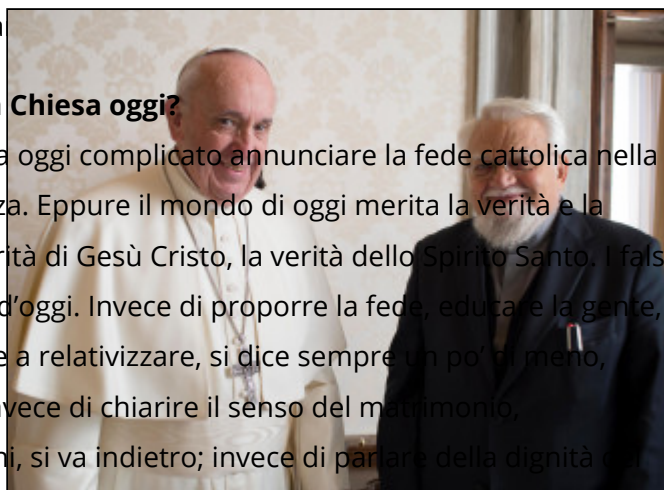 Chiesa oggi?
a oggi complicato annunciare la fede cattolica nella
za. Eppure il mondo di oggi merita la verità e la
rità di Gesù Cristo, la verità dello Spirito Santo. I fals
d'oggi. Invece di proporre la fede, educare la gente,
e a relativizzare, si dice sempre un po' di meno,
vece di chiarire il senso del matrimonio,
ni, si va indietro; invece di parlare della dignità del